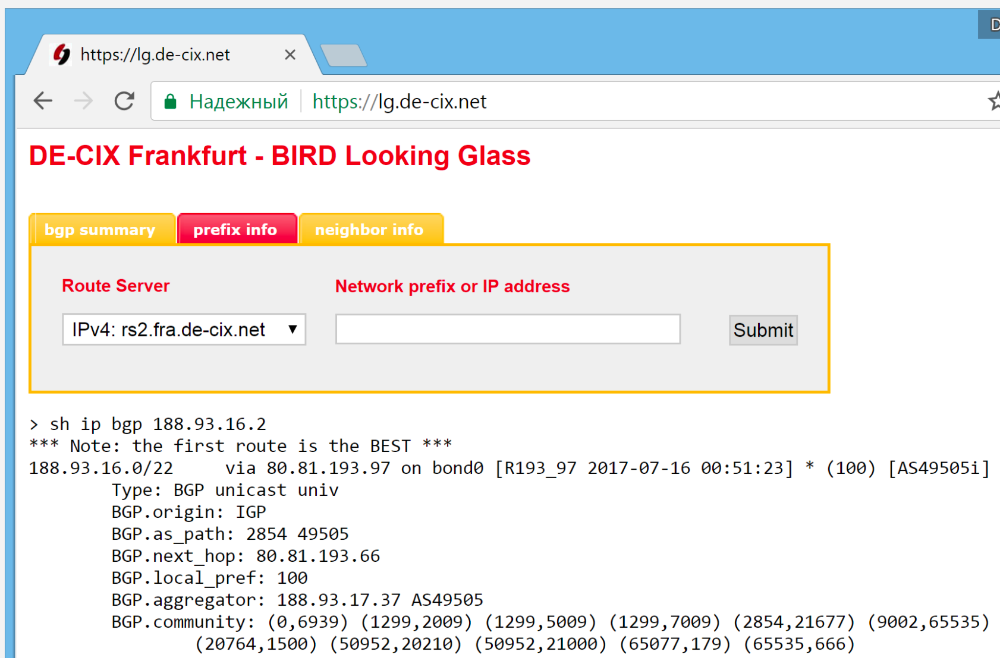 D
https://lg.de-cix.net
Надежный https://lg.de-cix.net
DE-CIX Frankfurt - BIRD Looking Glass
bgp summary prefix info neighbor info
Route Server Network prefix or IP address
IPv4: rs2.fra.de-cix.net Submit
> sh ip bgp 188.93.16.2
*** Note: the first route is the BEST ***
188.93.16.0/22 via 80.81.193.97 on bond0 [R193_97 2017-07-16 00:51:23] * (100) [AS49505i]
Type: BGP unicast univ
BGP.origin: IGP
BGP.as_path: 2854 49505
BGP.next_hop: 80.81.193.66
BGP.local_pref: 100
BGP.aggregator: 188.93.17.37 AS49505
BGP.community: (0,6939) (1299,2009) (1299,5009) (1299,7009) (2854,21677) (9002,65535)
(20764,1500) (50952,20210) (50952,21000) (65077,179) (65535,666)